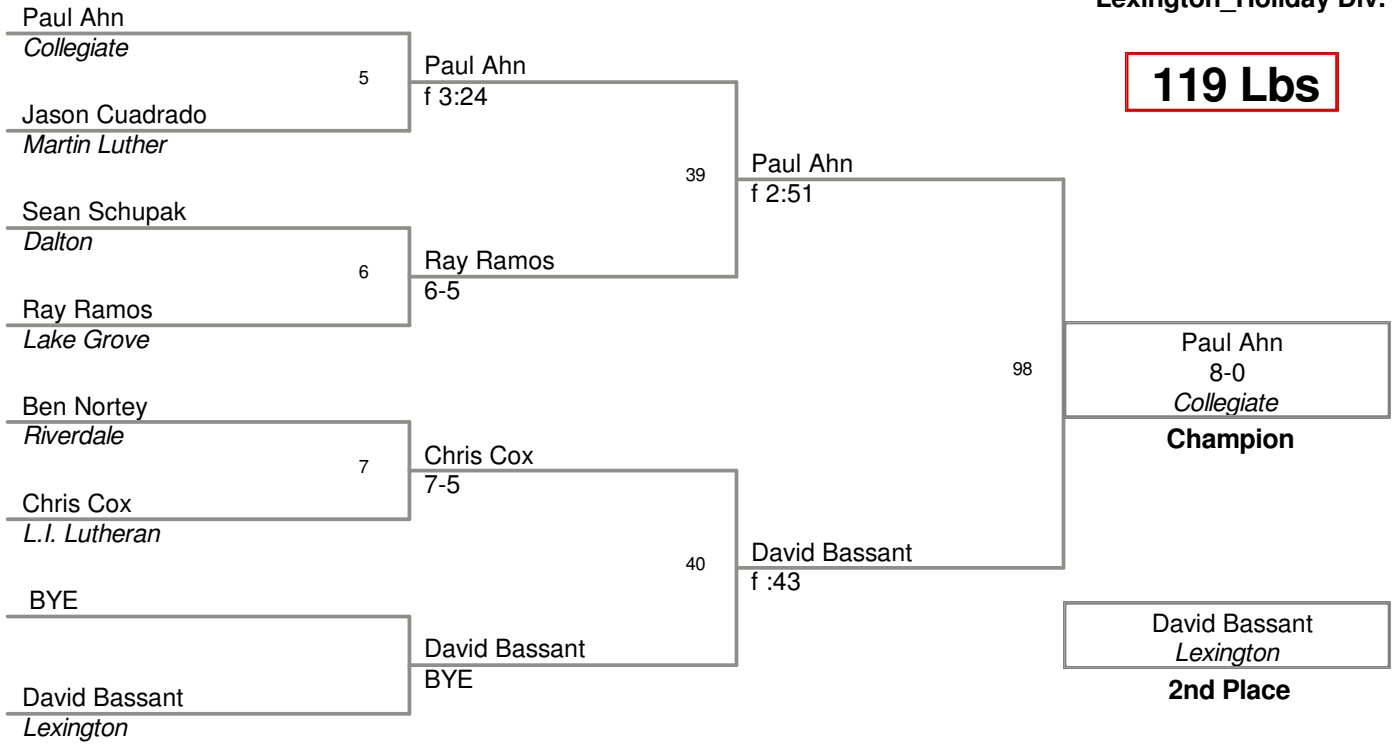 Lexington_Holiday Div.
119 Lbs
Paul Ahn
Collegiate
5
Jason Cuadrado
Martin Luther
Paul Ahn
f 3:24
Sean Schupak
Dalton
6
Ray Ramos
Lake Grove
Ray Ramos
6-5
39
Paul Ahn
f 2:51
Ben Nortey
Riverdale
7
Chris Cox
L.I. Lutheran
Chris Cox
7-5
BYE
David Bassant
Lexington
David Bassant
BYE
40
David Bassant
f :43
98
Paul Ahn
8-0
Collegiate
Champion
David Bassant
Lexington
2nd Place